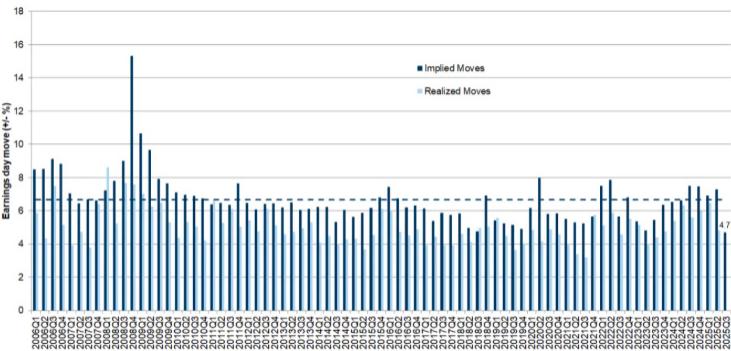 18
16
14
12
10
8
6
4
2
0
Earnings day move (+/- %)
Implied Moves
Realized Moves
4.7
2006Q1
2006Q2
2006Q3
2006Q4
2007Q1
2007Q2
2007Q3
2007Q4
2008Q1
2008Q2
2008Q3
2008Q4
2009Q1
2009Q2
2009Q3
2009Q4
2010Q1
2010Q2
2010Q3
2010Q4
2011Q1
2011Q2
2011Q3
2011Q4
2012Q1
2012Q2
2012Q3
2012Q4
2013Q1
2013Q2
2013Q3
2013Q4
2014Q1
2014Q2
2014Q3
2014Q4
2015Q1
2015Q2
2015Q3
2015Q4
2016Q1
2016Q2
2016Q3
2016Q4
2017Q1
2017Q2
2017Q3
2017Q4
2018Q1
2018Q2
2018Q3
2018Q4
2019Q1
2019Q2
2019Q3
2019Q4
2020Q1
2020Q2
2020Q3
2020Q4
2021Q1
2021Q2
2021Q3
2021Q4
2022Q1
2022Q2
2022Q3
2022Q4
2023Q1
2023Q2
2023Q3
2023Q4
2024Q1
2024Q2
2024Q3
2024Q4
2025Q1
2025Q2
2025Q3